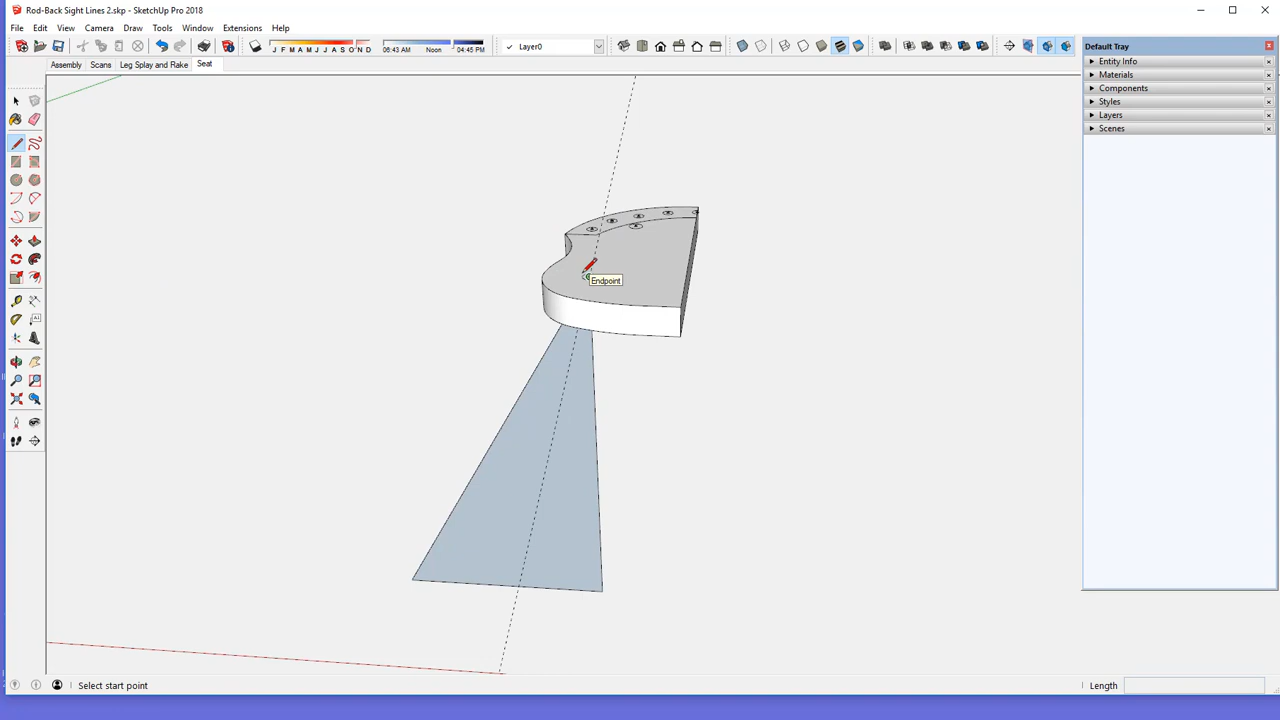 Rod-Back Sight Lines 2.skp - SketchUp Pro 2018
File Edit View Camera Draw Tools Window Extensions Help
J F M A M J J A S O N D 06:43 AM Noon 04:45 PM Layer0
Default Tray
Assembly Scans Leg Splay and Rake Seat
Entity Info
Materials
Components
Styles
Layers
Scenes
Endpoint
Select start point
Length